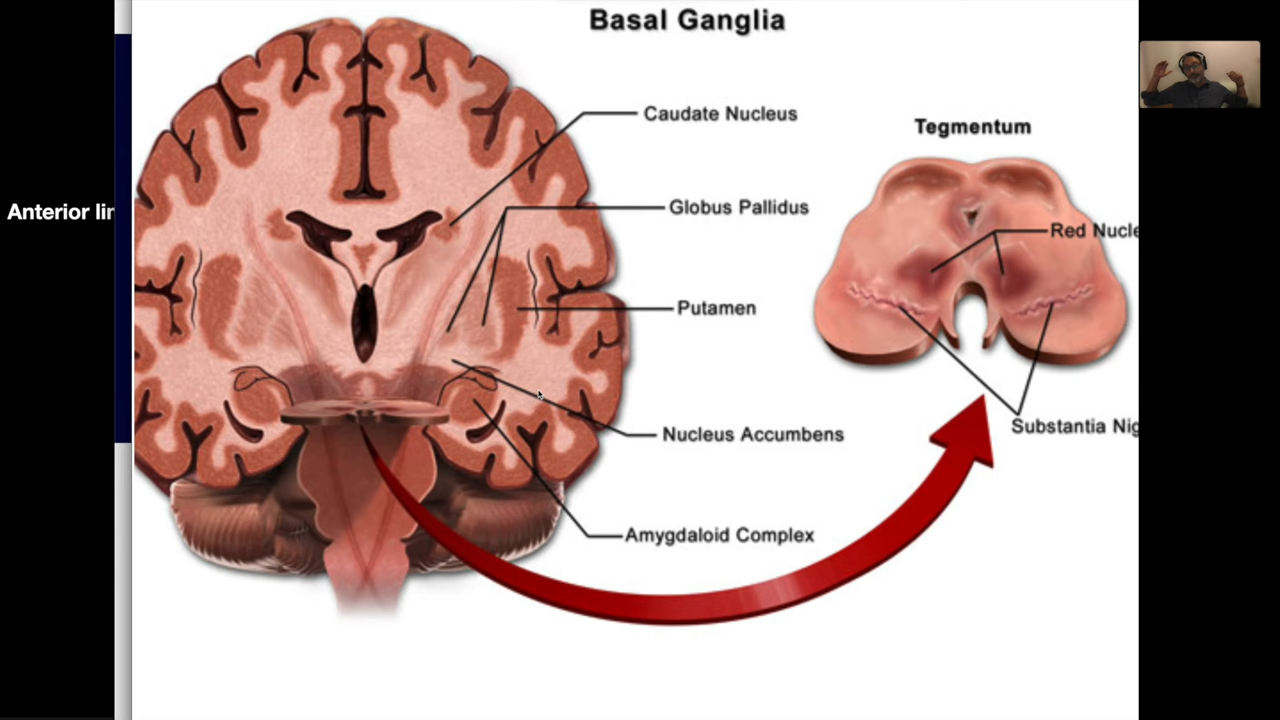 Basal Ganglia
Caudate Nucleus
Tegmentum
Globus Pallidus
Anterior lir
Red Nucle
Putamen
Substantia Nig
Nucleus Accumbens
Amygdaloid Complex